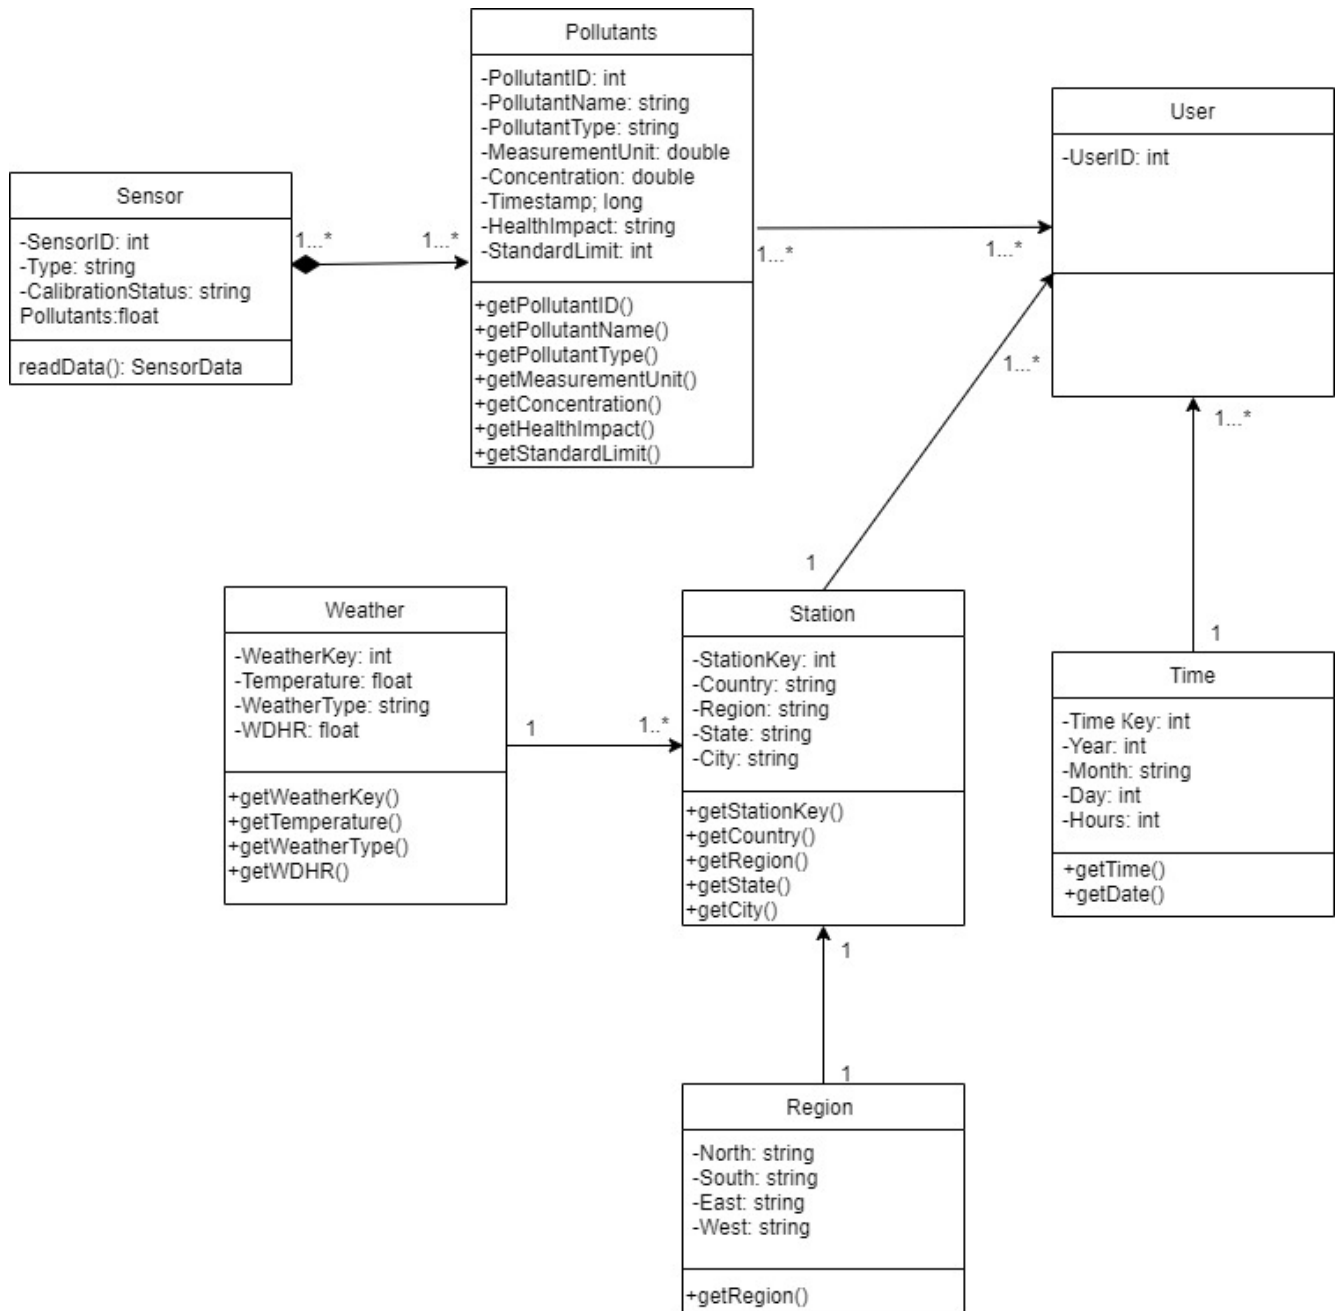 Pollutants
-PollutantID: int
-PollutantName: string
-PollutantType: string
-MeasurementUnit: double
-Concentration: double
-Timestamp; long
-HealthImpact: string
-StandardLimit: int
+getPollutantID()
+getPollutantName()
+getPollutantType()
+getMeasurementUnit()
+getConcentration()
+getHealthImpact()
+getStandardLimit()
User
-UserID: int
Sensor
-SensorID: int
-Type: string
-CalibrationStatus: string
Pollutants:float
readData(): SensorData
1...*
1...*
1...*
1...*
1...*
1
1...*
1
Weather
-WeatherKey: int
-Temperature: float
-WeatherType: string
-WDHR: float
+getWeatherKey()
+getTemperature()
+getWeatherType()
+getWDHR()
1
1..*
Station
-StationKey: int
-Country: string
-Region: string
-State: string
-City: string
+getStationKey()
+getCountry()
+getRegion()
+getState()
+getCity()
Time
-Time Key: int
-Year: int
-Month: string
-Day: int
-Hours: int
+getTime()
+getDate()
1
1
Region
-North: string
-South: string
-East: string
-West: string
+getRegion()